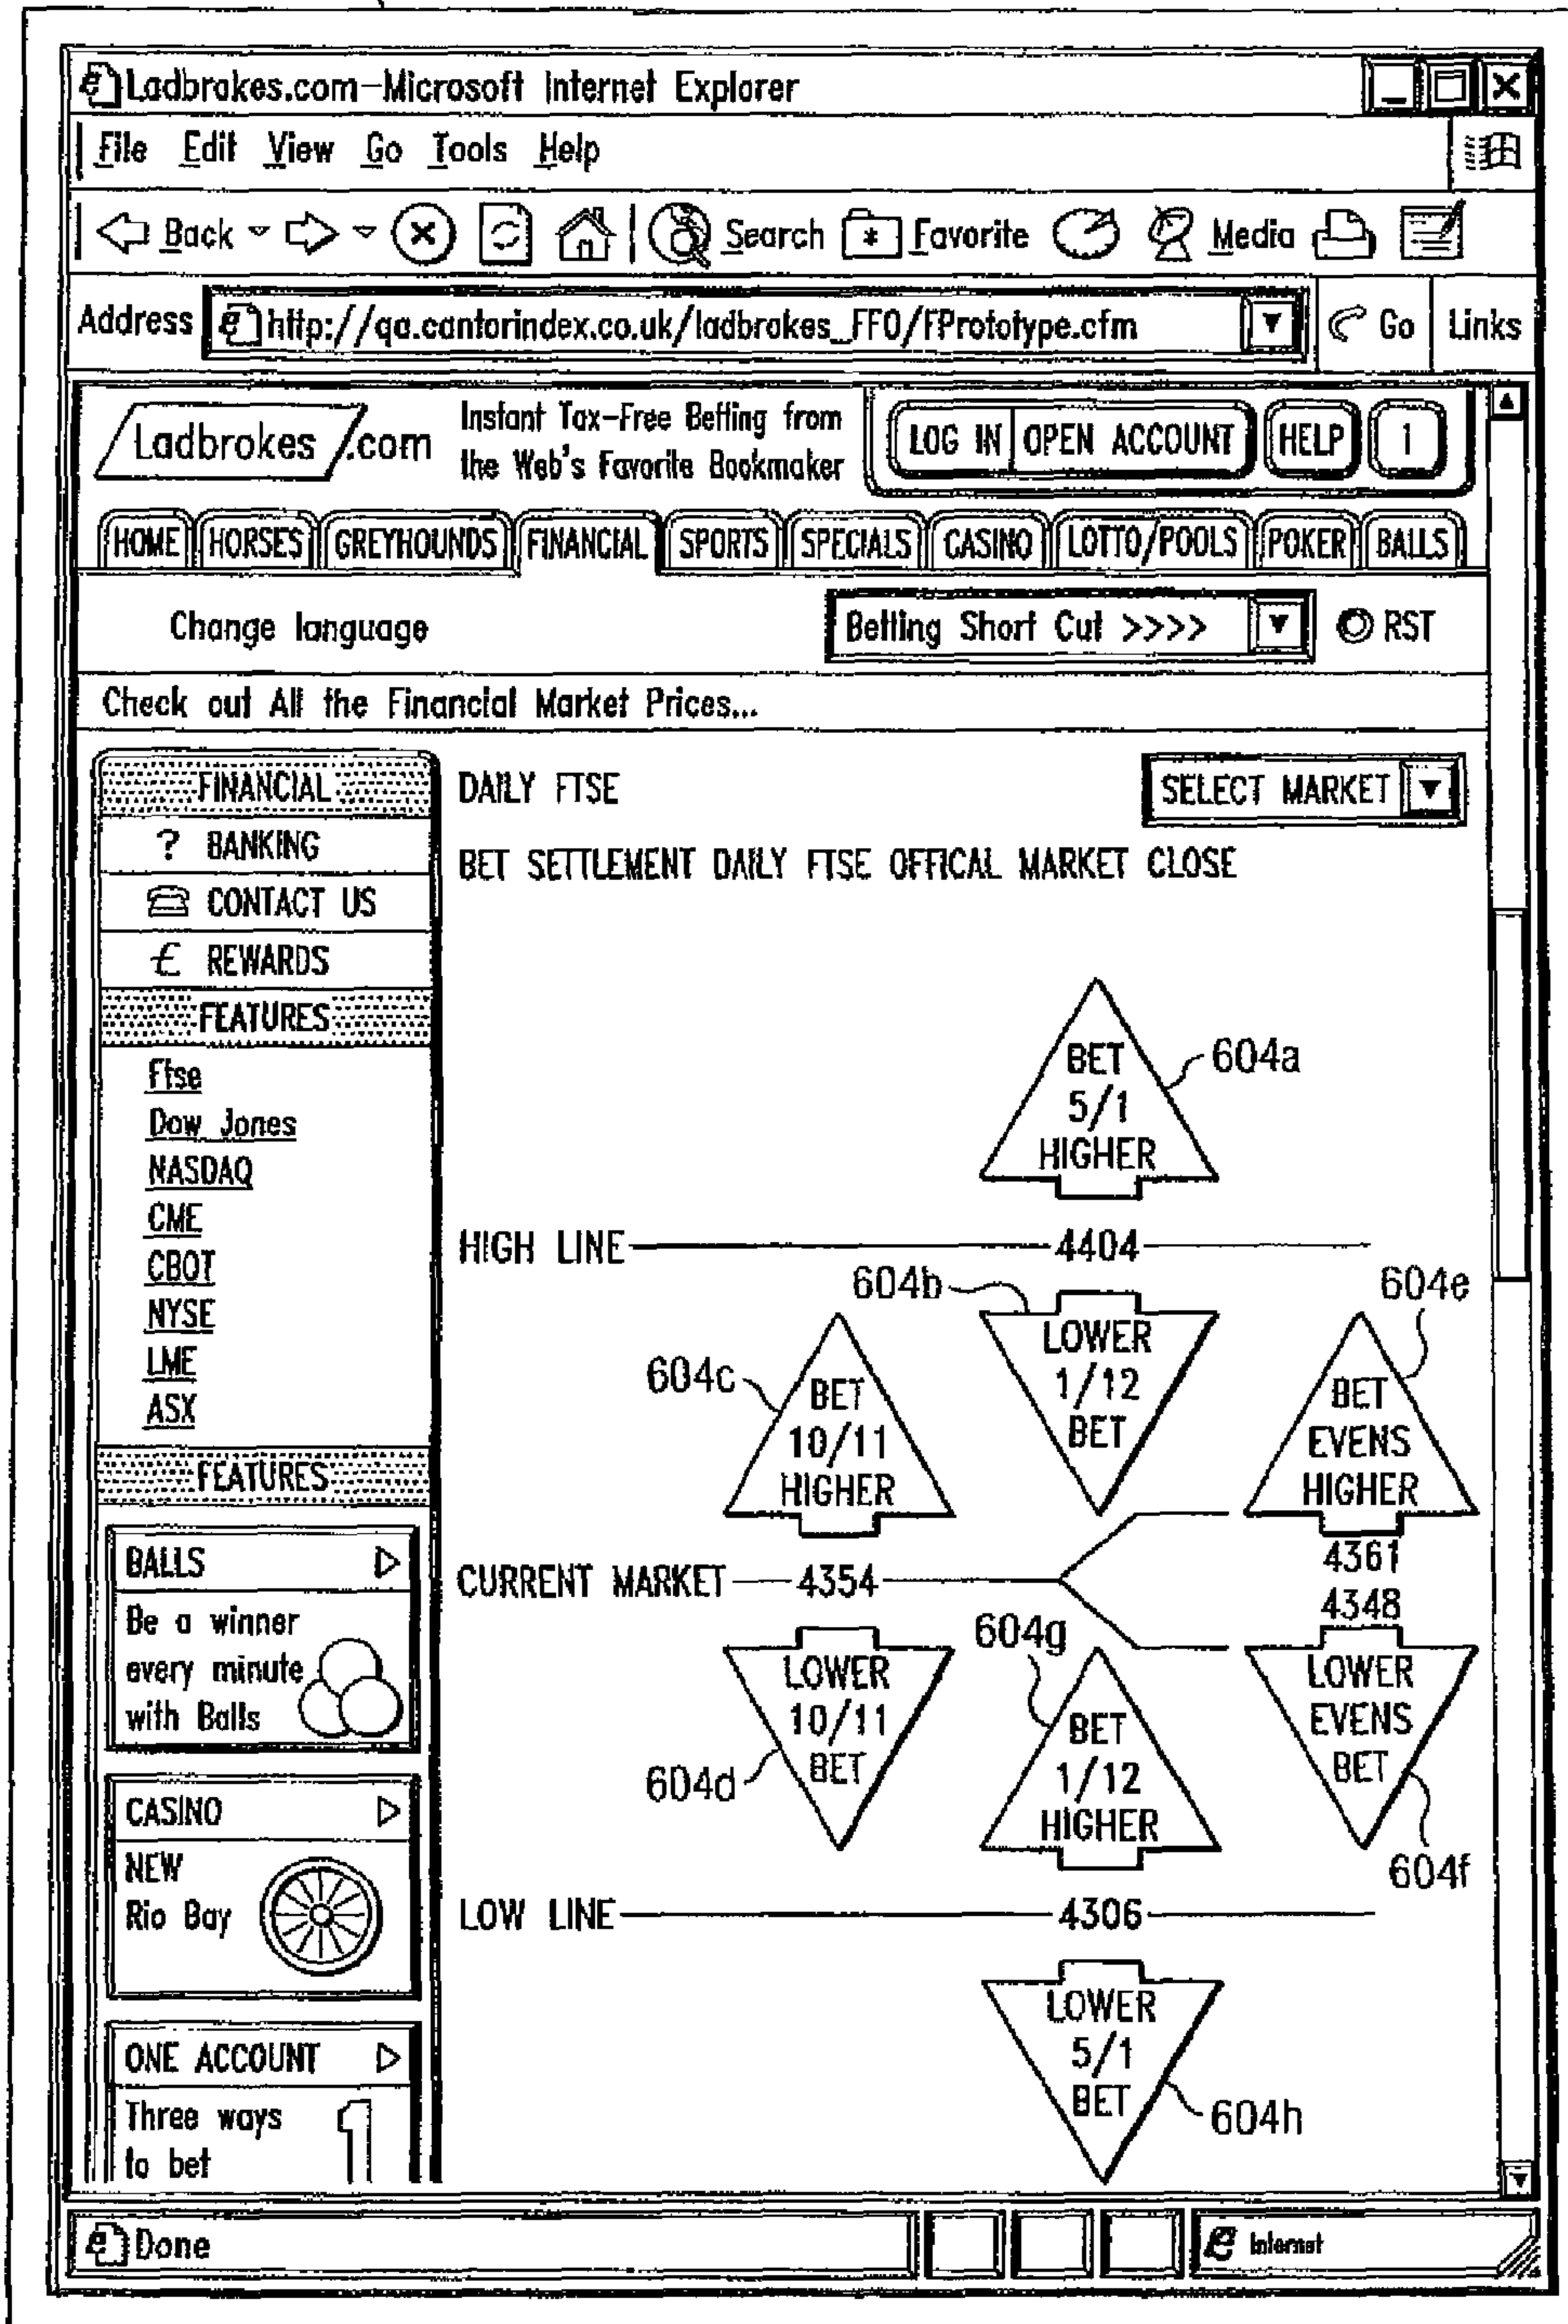 Ladbrokes.com-Microsoft Internet Explorer
File Edit View Go Tools Help
Back Search Favorite Media
Address http://qa.cantorindex.co.uk/ladbrokes_FFO/FPrototype.cfm Go Links
Ladbrokes.com
Instant Tax-Free Betting from
the Web's Favorite Bookmaker
LOG IN OPEN ACCOUNT HELP 1
HOME HORSES GREYHOUNDS FINANCIAL SPORTS SPECIALS CASINO LOTTO/POOLS POKER BALLS
Change language Betting Short Cut >>>> RST
Check out All the Financial Market Prices...
FINANCIAL
? BANKING
CONTACT US
£ REWARDS
FEATURES
Ftse
Dow Jones
NASDAQ
CME
CBOT
NYSE
LME
ASX
FEATURES
BALLS
Be a winner
every minute
with Balls
CASINO
NEW
Rio Bay
ONE ACCOUNT
Three ways
to bet
1
DAILY FTSE SELECT MARKET
BET SETTLEMENT DAILY FTSE OFFICAL MARKET CLOSE
BET
5/1
HIGHER
604a
HIGH LINE 4404
604b
LOWER
1/12
BET
604c
BET
10/11
HIGHER
604e
BET
EVENS
HIGHER
4361
CURRENT MARKET 4354
4348
604d
LOWER
10/11
BET
604g
BET
1/12
HIGHER
LOWER
EVENS
BET
604f
LOW LINE 4306
LOWER
5/1
BET
604h
Done Internet